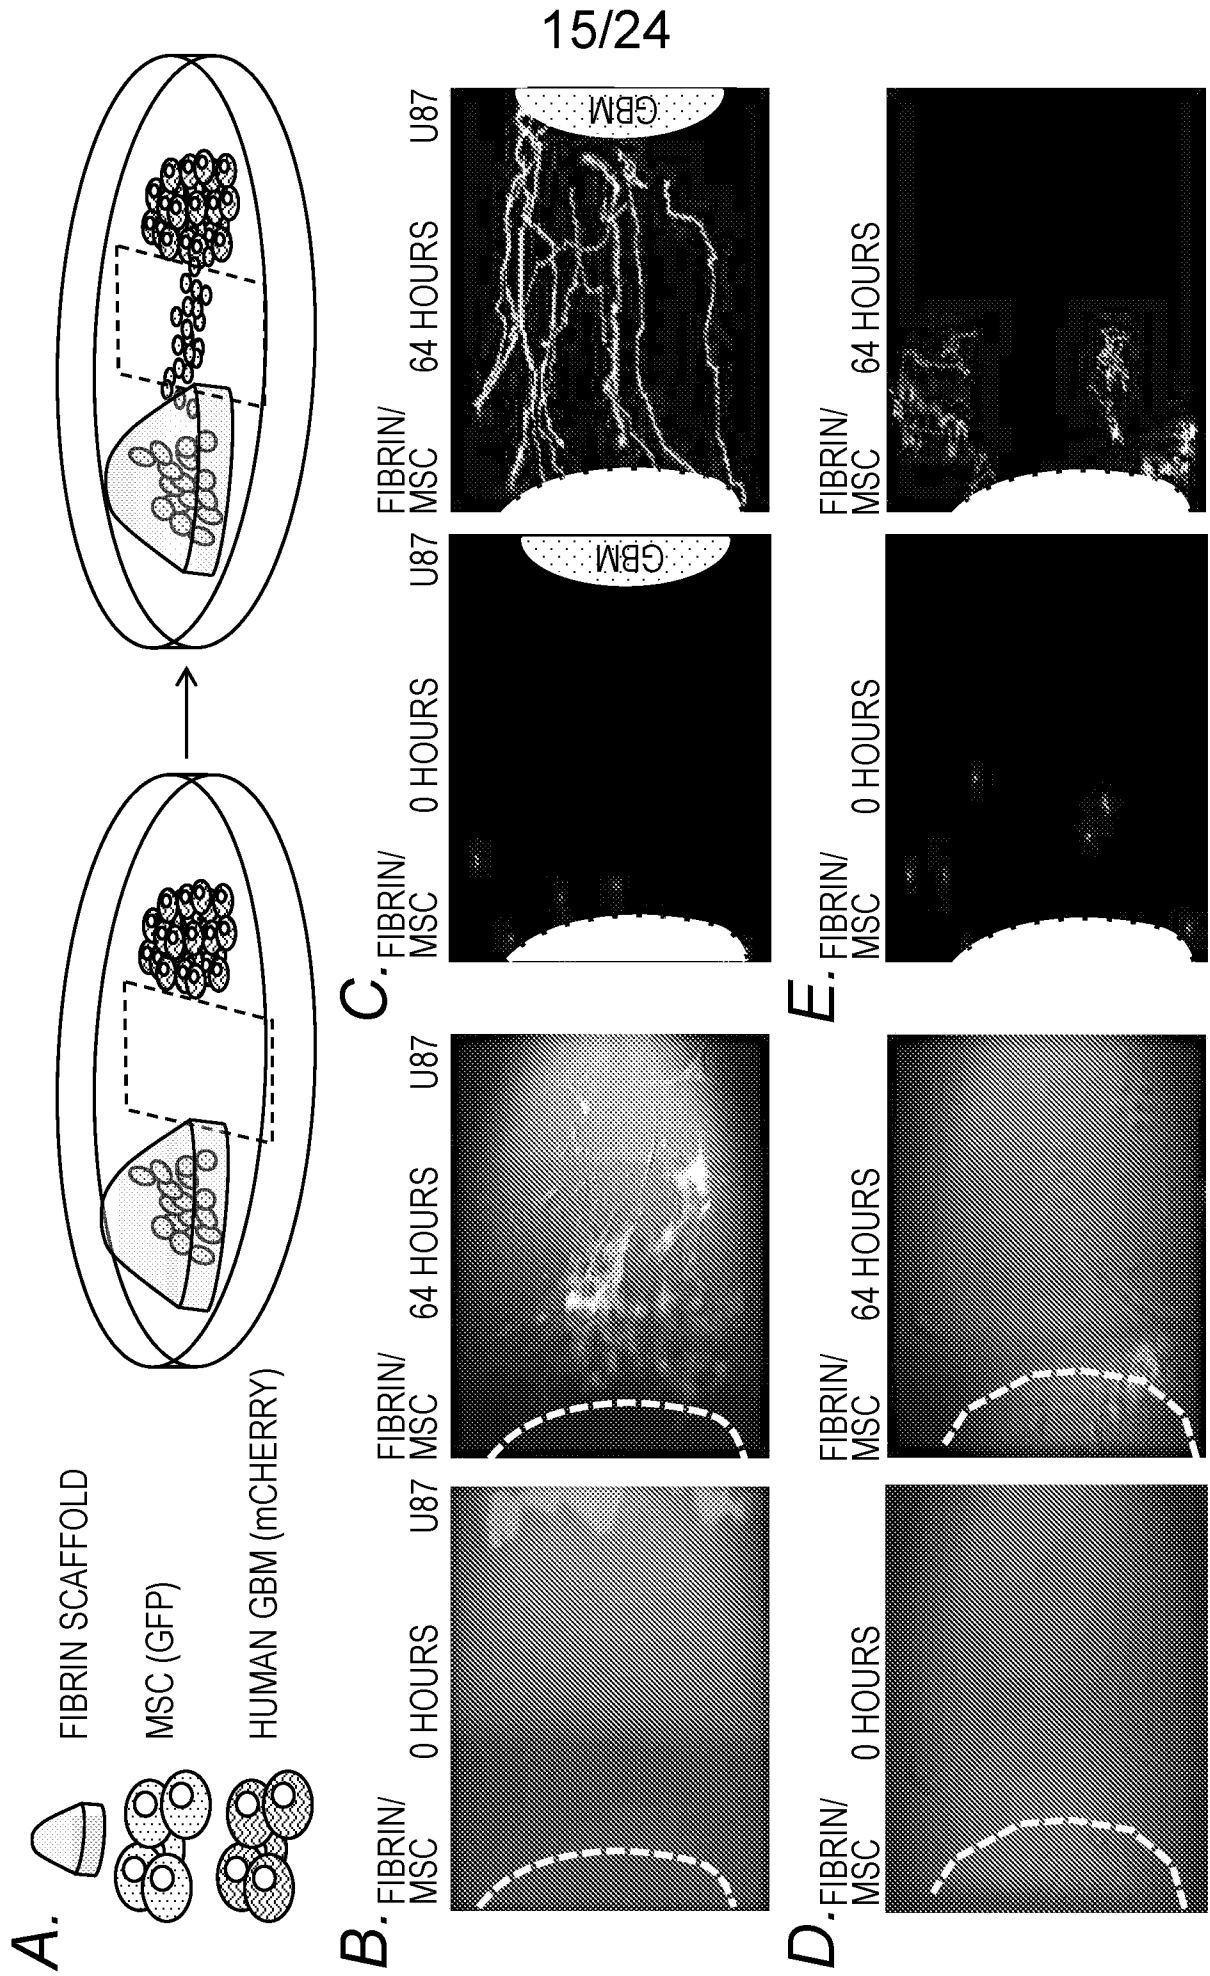 15/24
A.
FIBRIN SCAFFOLD
MSC (GFP)
HUMAN GBM (mCHERRY)
B.
FIBRIN/
MSC
0 HOURS
U87
FIBRIN/
MSC
64 HOURS
U87
C.
FIBRIN/
MSC
0 HOURS
U87
GBM
FIBRIN/
MSC
64 HOURS
U87
GBM
D.
FIBRIN/
MSC
0 HOURS
FIBRIN/
MSC
64 HOURS
E.
FIBRIN/
MSC
0 HOURS
FIBRIN/
MSC
64 HOURS